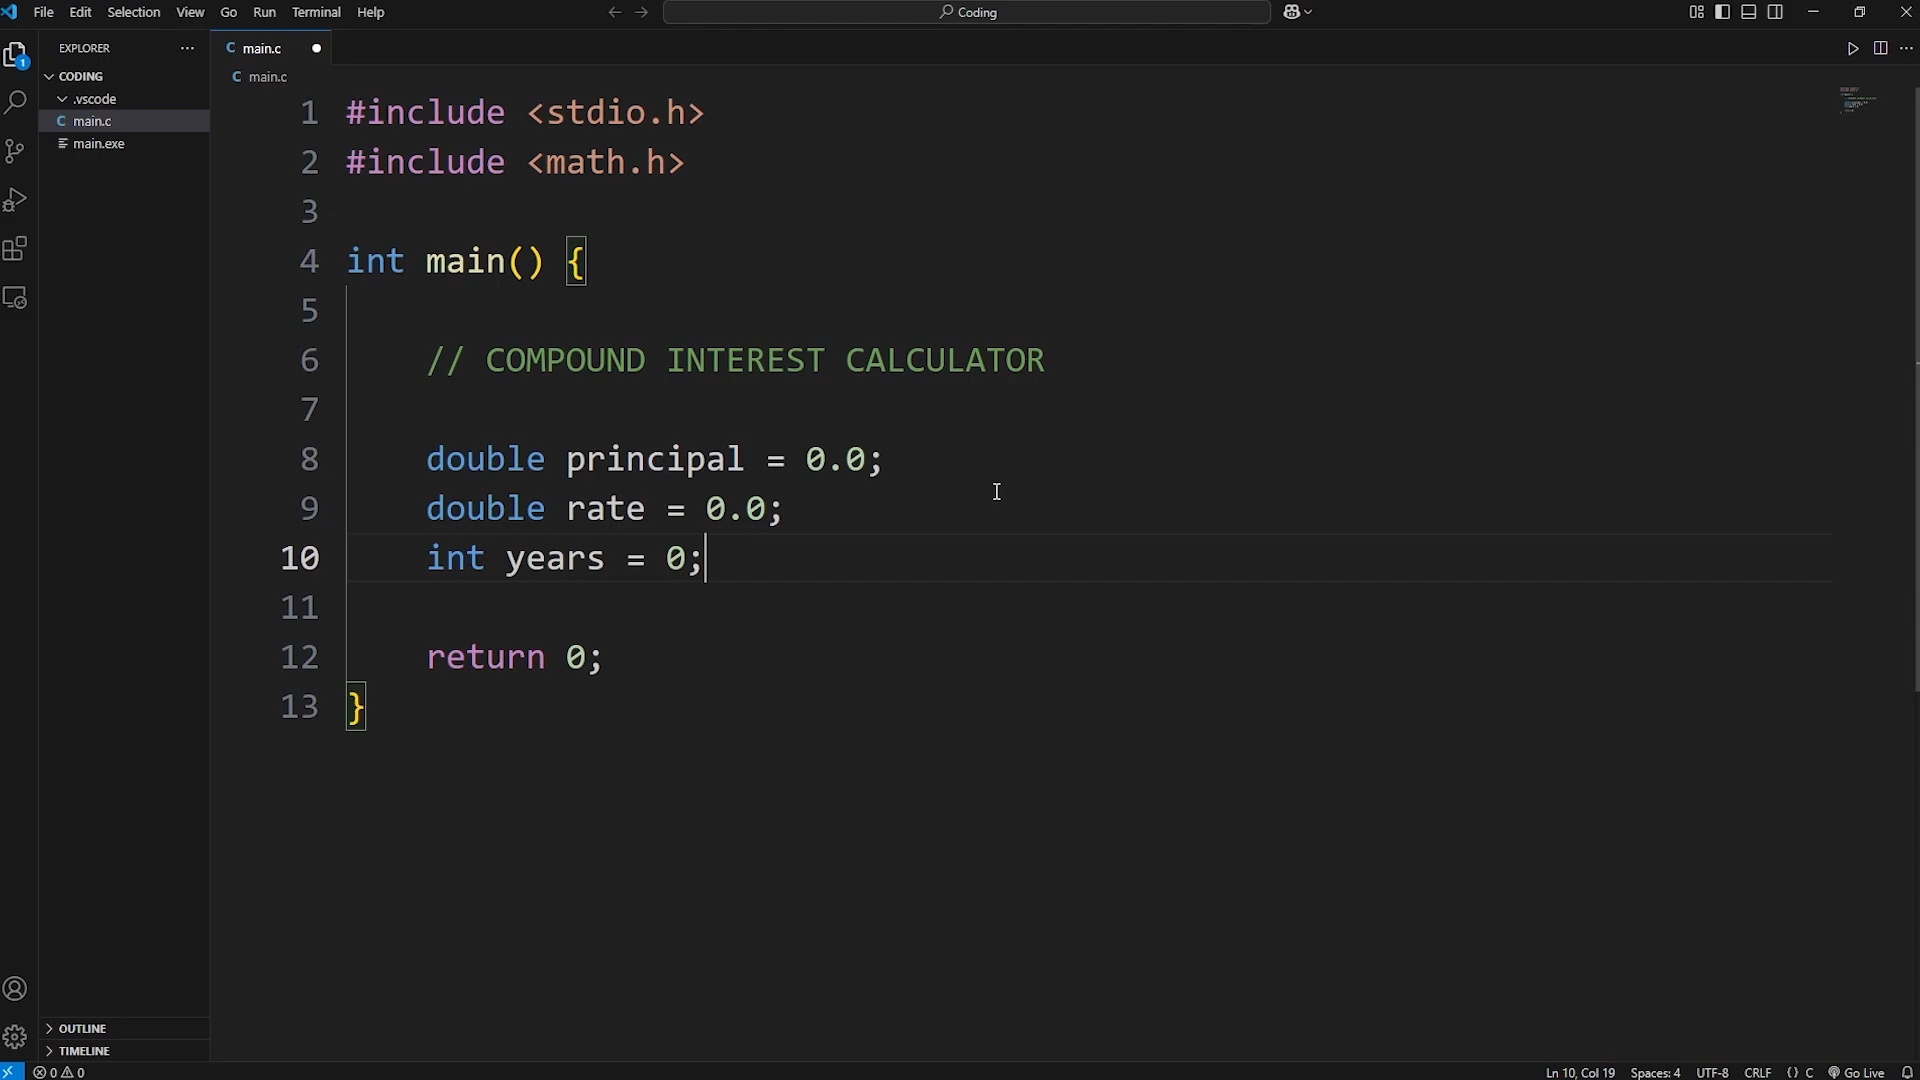 File Edit Selection View Go Run Terminal Help
Coding
EXPLORER
CODING
.vscode
C main.c
main.exe
OUTLINE
TIMELINE
1
C main.c
C main.c
1 #include <stdio.h>
2 #include <math.h>
3
4 int main() {
5
6 // COMPOUND INTEREST CALCULATOR
7
8 double principal = 0.0;
9 double rate = 0.0;
10 int years = 0;
11
12 return 0;
13 }
0 0
Ln 10, Col 19 Spaces: 4 UTF-8 CRLF {} C Go Live